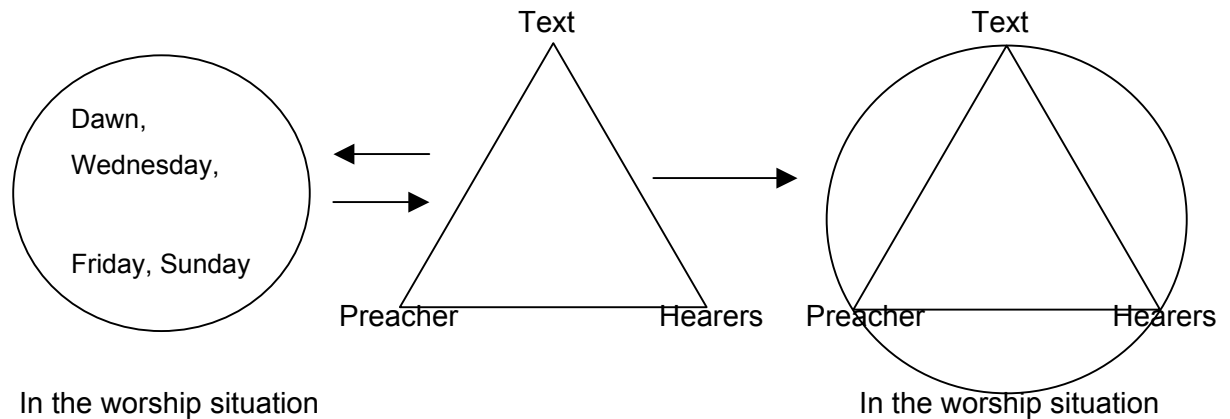 Text
Text
Dawn,
Wednesday,
Friday, Sunday
Preacher
Hearers
Preacher
Hearers
In the worship situation
In the worship situation